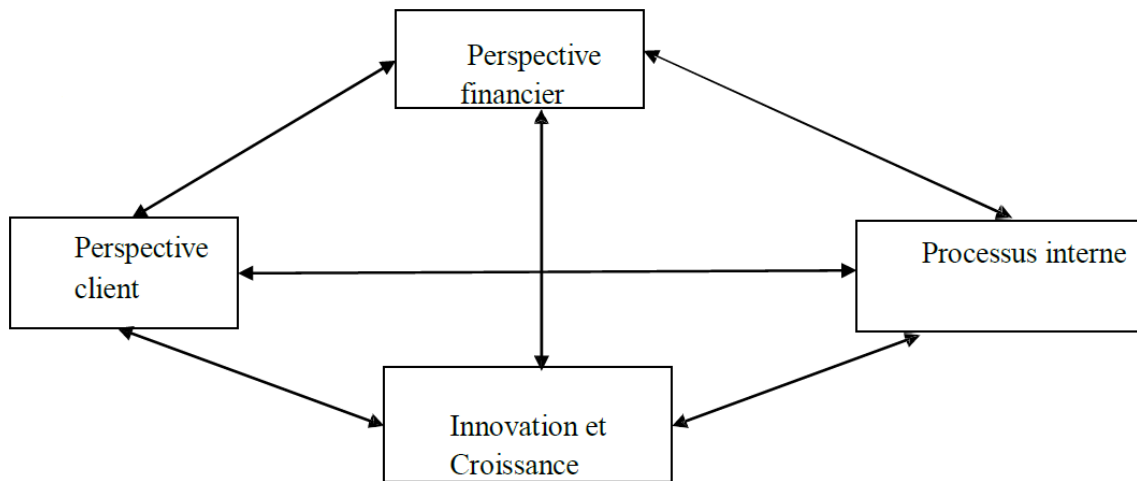 Perspective
financier
Perspective
client
Processus interne
Innovation et
Croissance